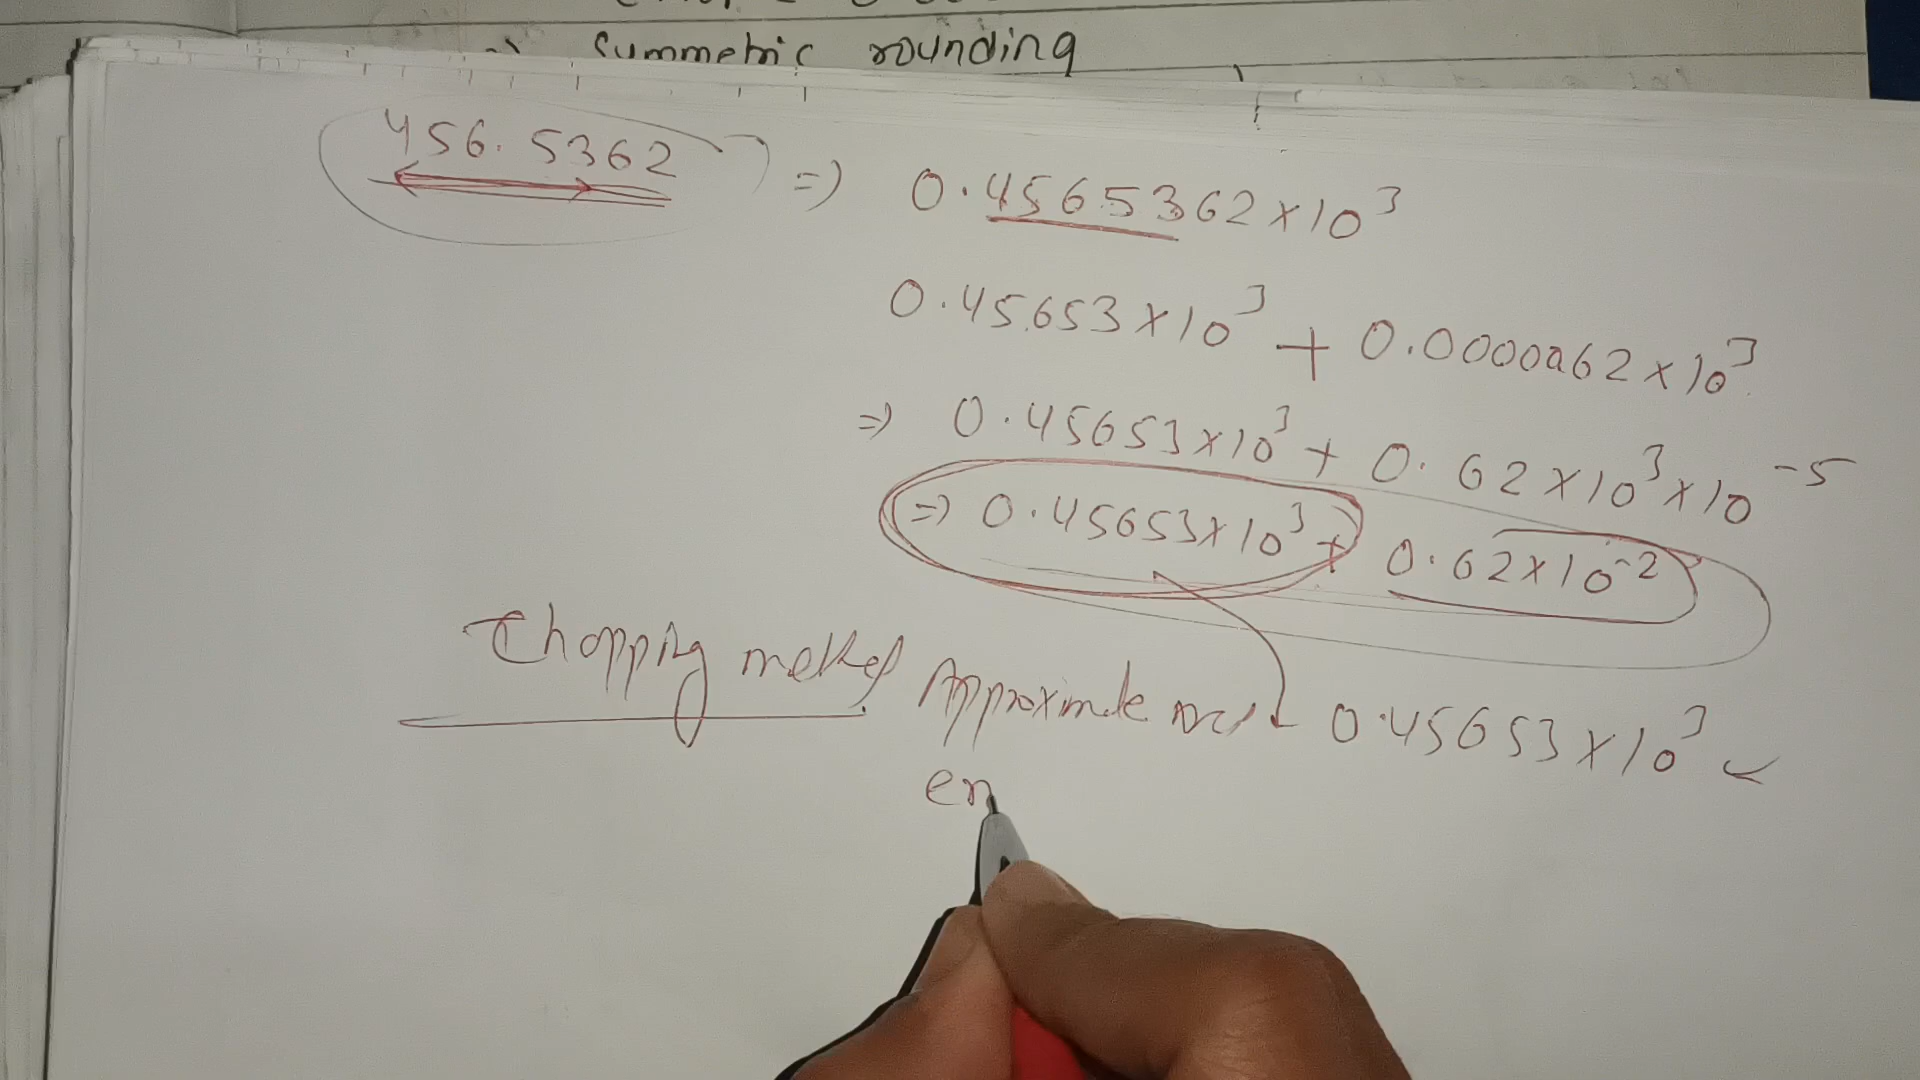 Symmetric rounding
456.5362 => 0.4565362×10³
0.45653×10³ + 0.0000062×10³
=> 0.45653×10³ + 0.62×10³×10⁻⁵
=> 0.45653×10³ + 0.62×10⁻²
Chopping method Approximate 0.45653×10³
err